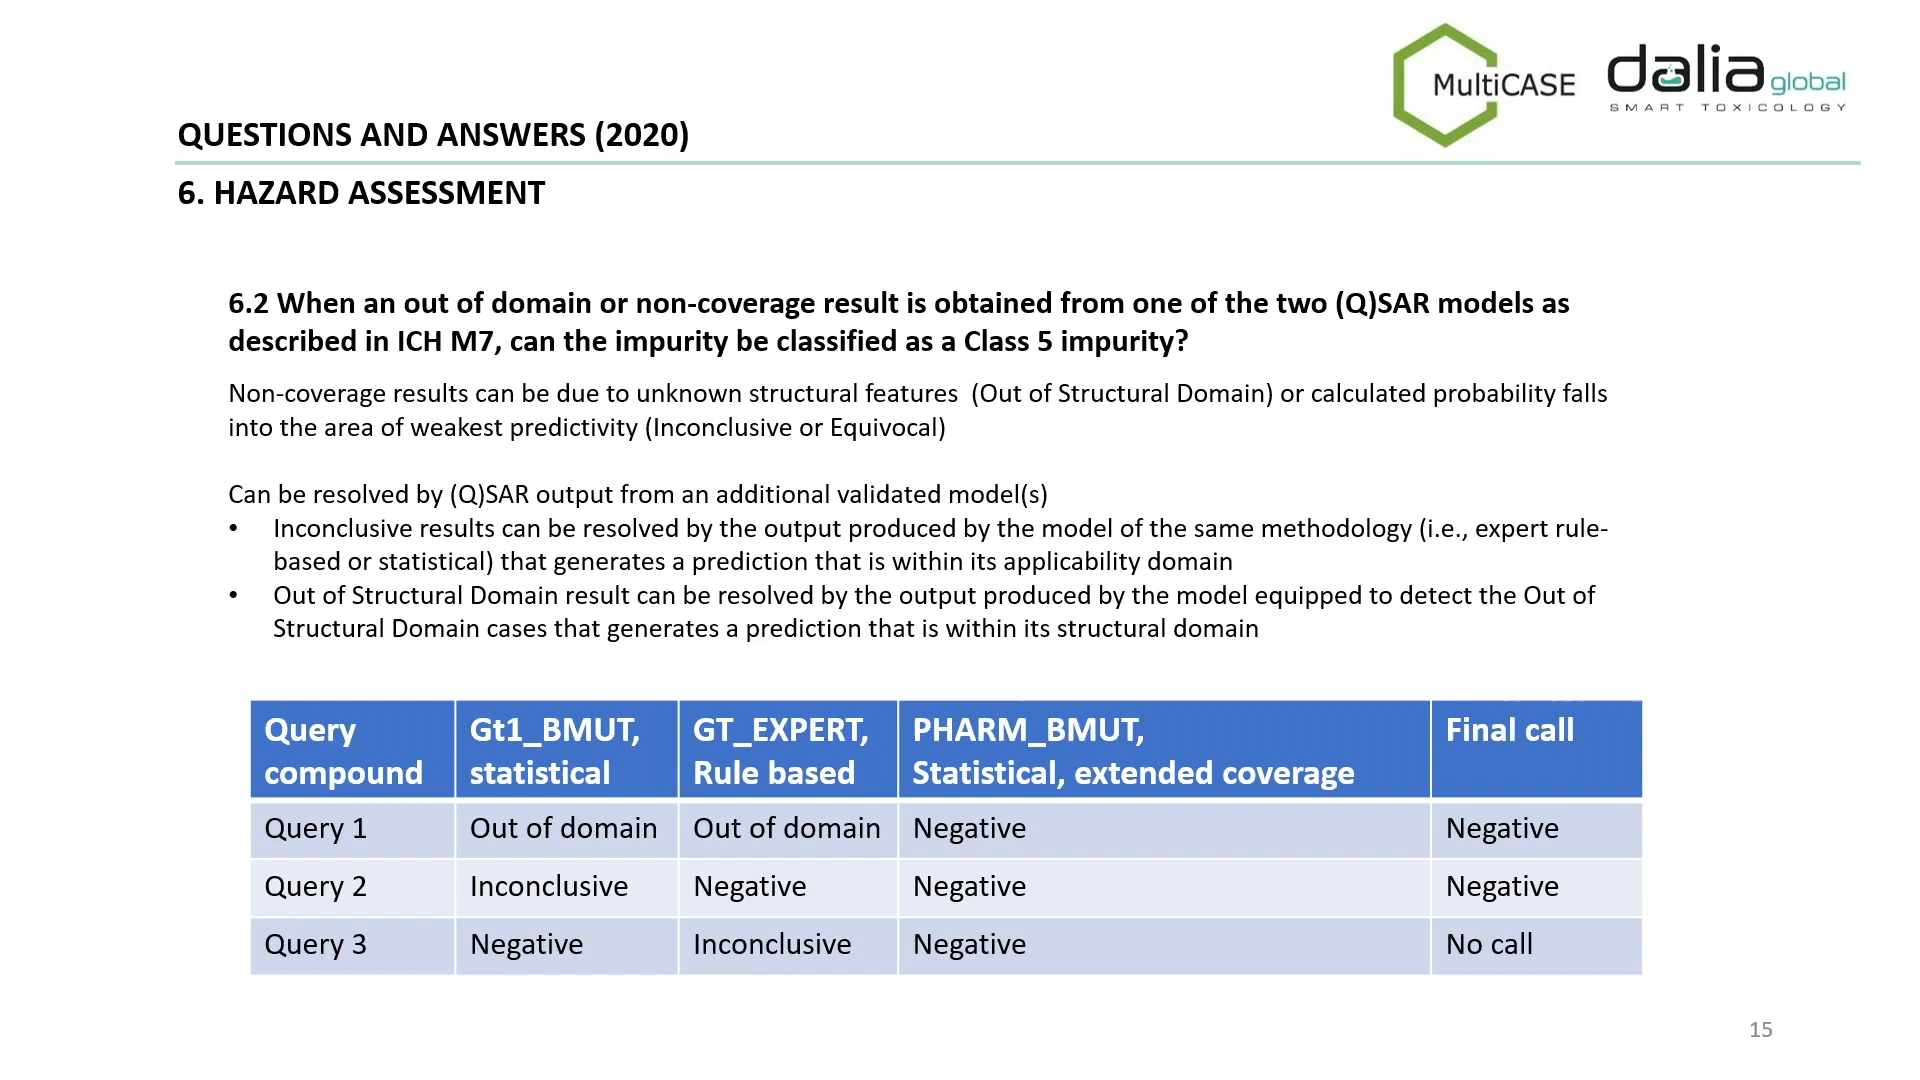 MultiCASE
dalia global
SMART TOXICOLOGY
QUESTIONS AND ANSWERS (2020)
6. HAZARD ASSESSMENT
6.2 When an out of domain or non-coverage result is obtained from one of the two (Q)SAR models as
described in ICH M7, can the impurity be classified as a Class 5 impurity?
Non-coverage results can be due to unknown structural features (Out of Structural Domain) or calculated probability falls
into the area of weakest predictivity (Inconclusive or Equivocal)
Can be resolved by (Q)SAR output from an additional validated model(s)
• Inconclusive results can be resolved by the output produced by the model of the same methodology (i.e., expert rule-
based or statistical) that generates a prediction that is within its applicability domain
• Out of Structural Domain result can be resolved by the output produced by the model equipped to detect the Out of
Structural Domain cases that generates a prediction that is within its structural domain
Query Gt1_BMUT, GT_EXPERT, PHARM_BMUT, Final call
compound statistical Rule based Statistical, extended coverage
Query 1 Out of domain Out of domain Negative Negative
Query 2 Inconclusive Negative Negative Negative
Query 3 Negative Inconclusive Negative No call
15